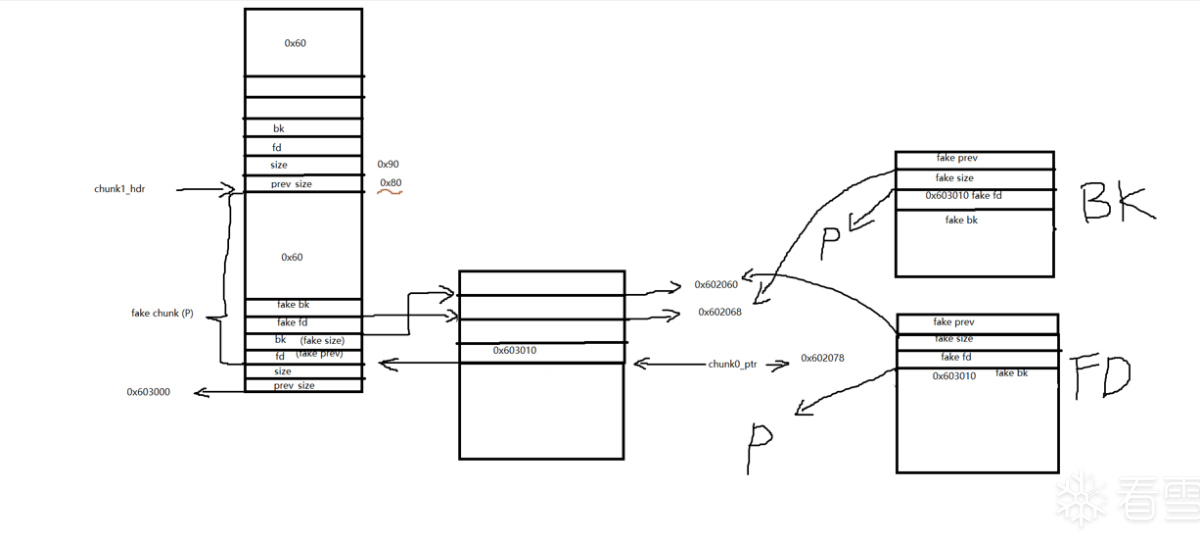 0x60
bk
fd
size
0x90
chunk1_hdr
prev size
0x80
0x60
fake bk
fake chunk (P)
fake fd
bk (fake size)
fd (fake prev)
size
0x603000
prev size
0x603010
0x602060
0x602068
chunk0_ptr
0x602078
fake prev
fake size
0x603010 fake fd
fake bk
BK
P
fake prev
fake size
fake fd
0x603010 fake bk
FD
P
看雪